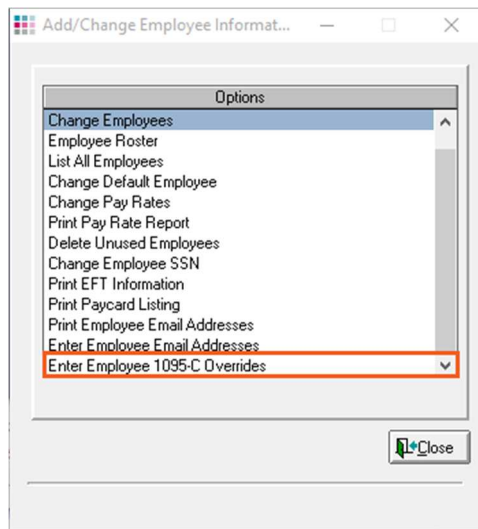 Add/Change Employee Informat...
Options
Change Employees
Employee Roster
List All Employees
Change Default Employee
Change Pay Rates
Print Pay Rate Report
Delete Unused Employees
Change Employee SSN
Print EFT Information
Print Paycard Listing
Print Employee Email Addresses
Enter Employee Email Addresses
Enter Employee 1095-C Overrides
Close